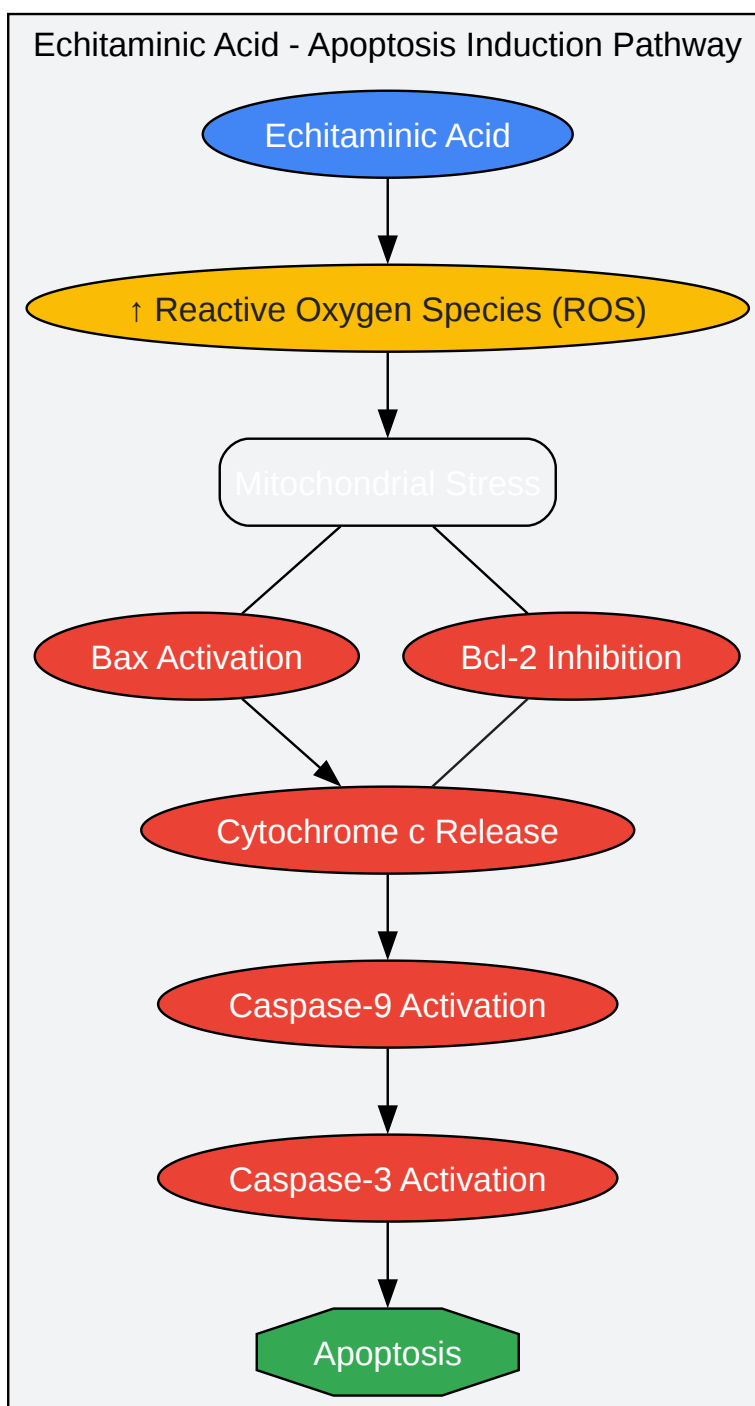 Echitaminic Acid - Apoptosis Induction Pathway
Echitaminic Acid
↑ Reactive Oxygen Species (ROS)
Mitochondrial Stress
Bax Activation
Bcl-2 Inhibition
Cytochrome c Release
Caspase-9 Activation
Caspase-3 Activation
Apoptosis